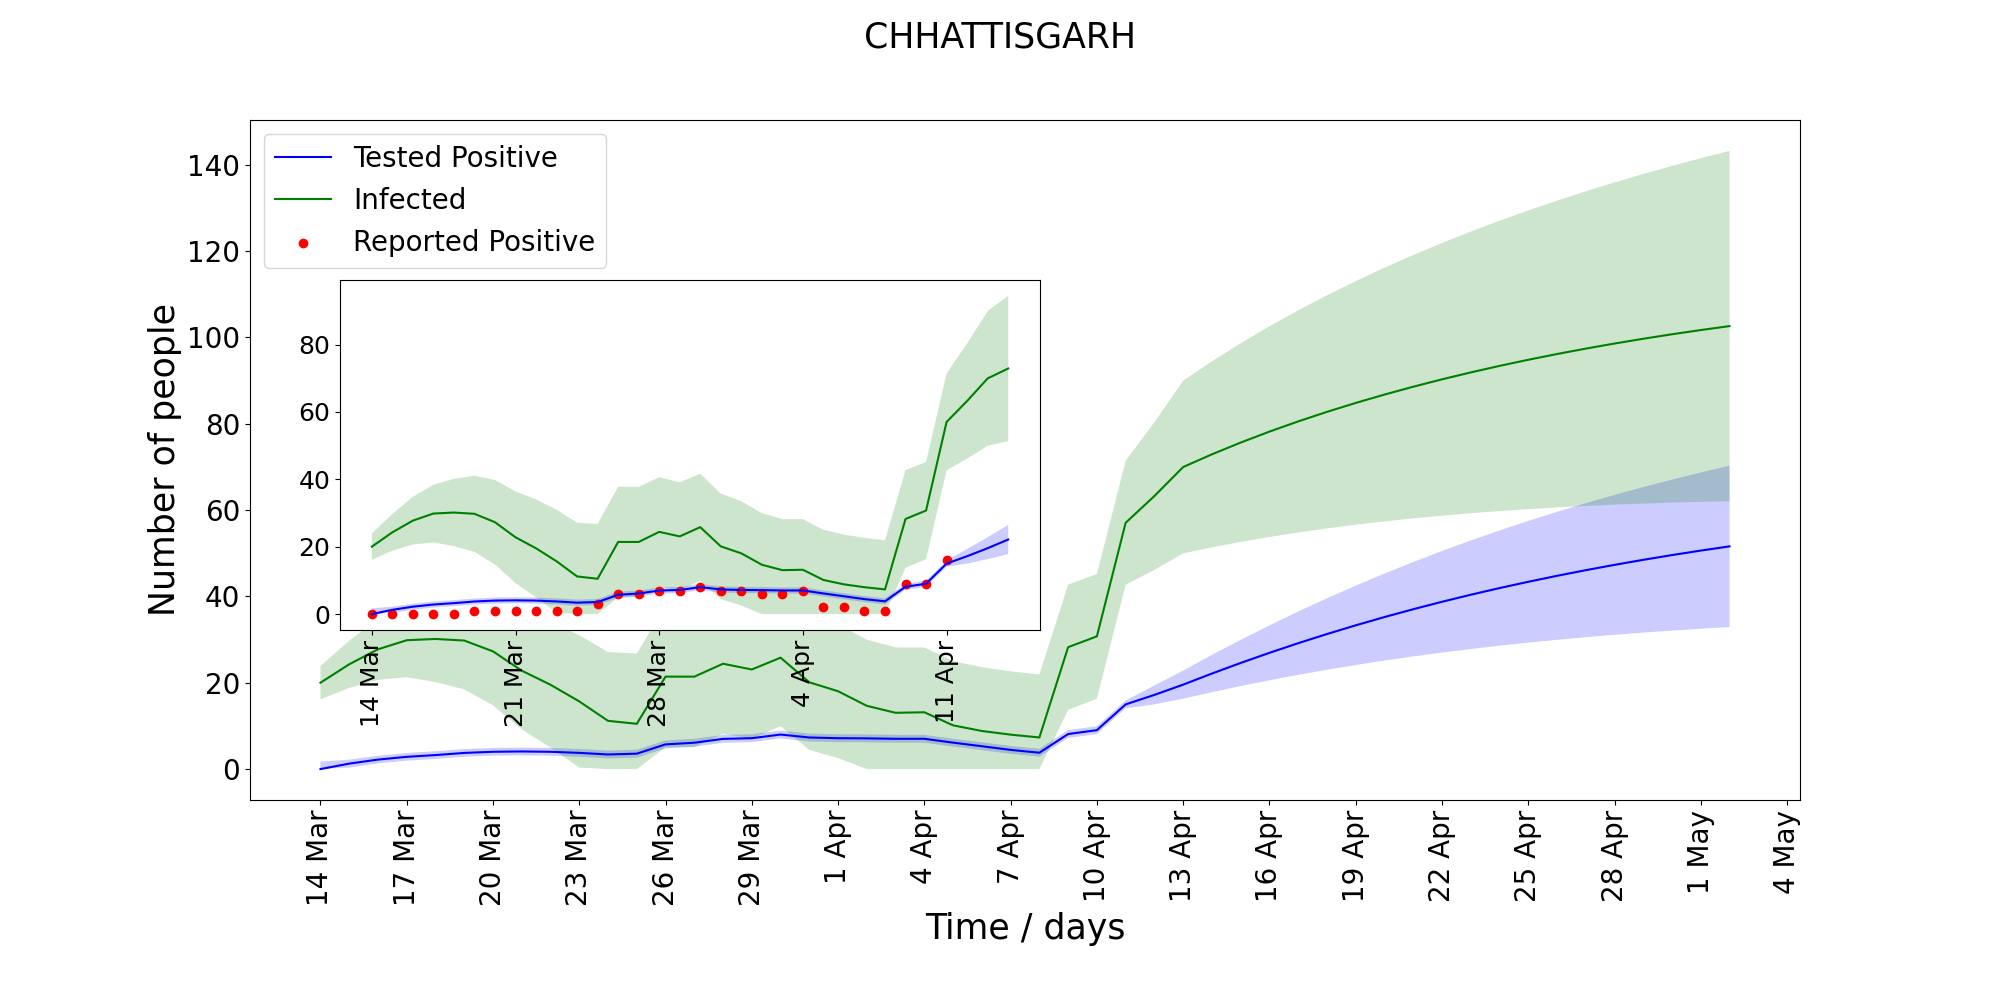 CHHATTISGARH
Tested Positive
Infected
Reported Positive
Number of people
140
120
100
80
60
40
20
0
80
60
40
20
0
14 Mar
21 Mar
28 Mar
4 Apr
11 Apr
14 Mar
17 Mar
20 Mar
23 Mar
26 Mar
29 Mar
1 Apr
4 Apr
7 Apr
10 Apr
13 Apr
16 Apr
19 Apr
22 Apr
25 Apr
28 Apr
1 May
4 May
Time / days